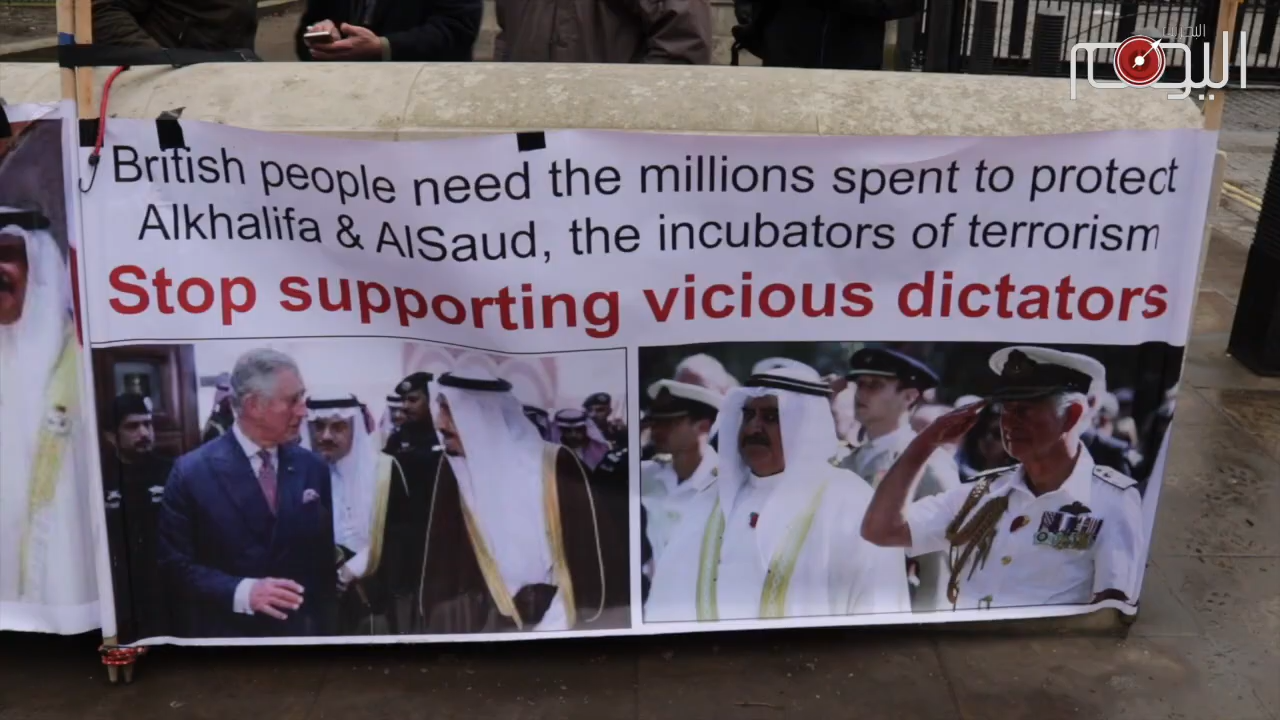 البحرين
اليوم
British people need the millions spent to protect
Alkhalifa & AlSaud, the incubators of terrorism
Stop supporting vicious dictators